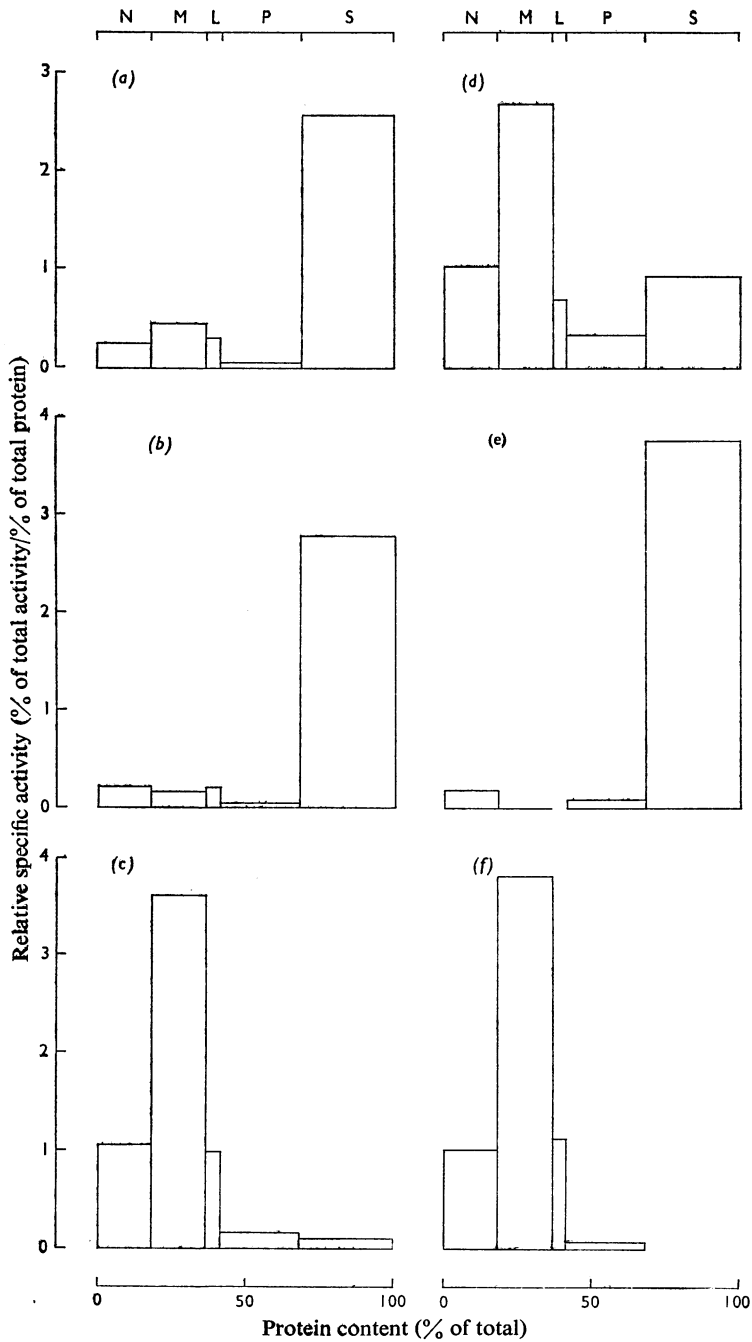 N M L P S N M L P S
(a) (d)
3
2
1
0
(b) (e)
4
3
2
1
0
(c) (f)
4
3
2
1
0
Relative specific activity (% of total activity/% of total protein)
0 50 100 0 50 100
Protein content (% of total)